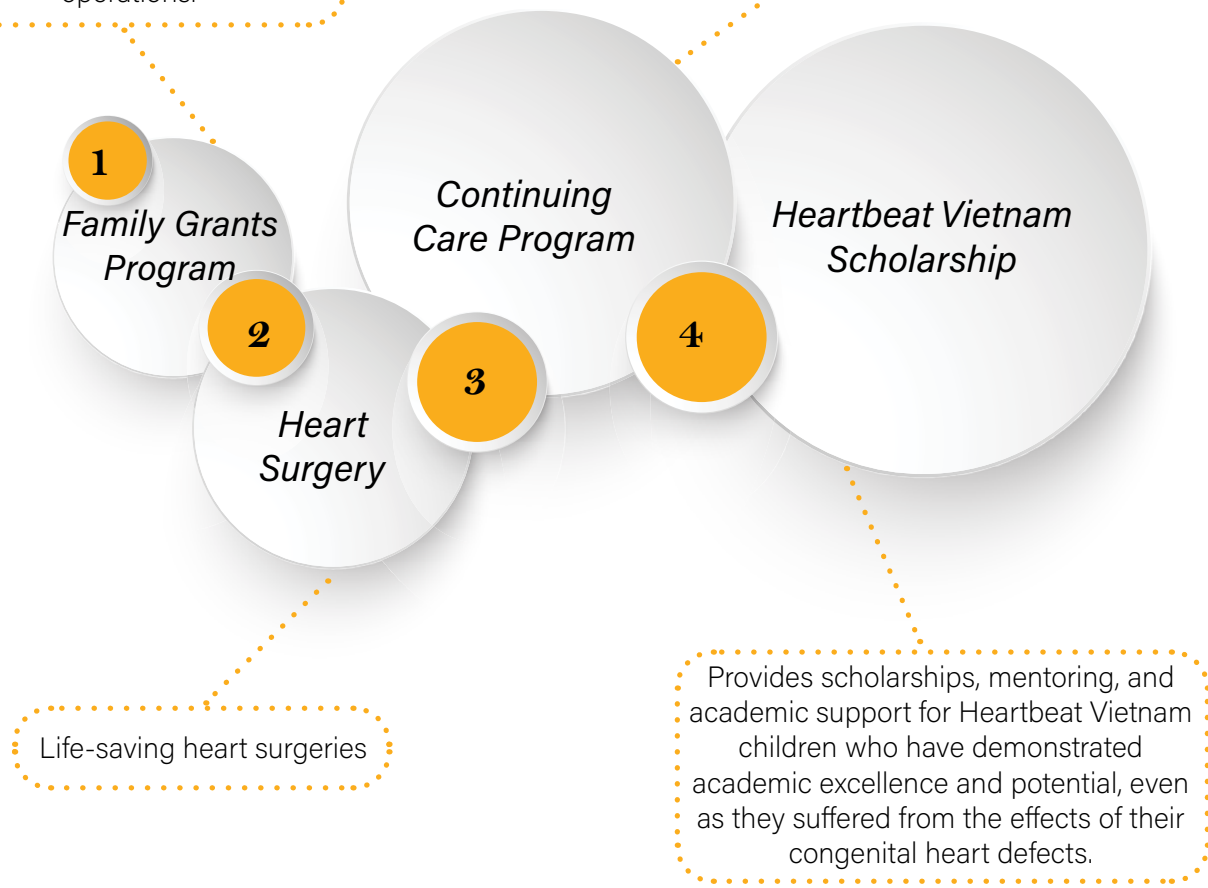 operations.
1
Family Grants
Program
2
Heart
Surgery
3
Continuing
Care Program
4
Heartbeat Vietnam
Scholarship
Life-saving heart surgeries
Provides scholarships, mentoring, and
academic support for Heartbeat Vietnam
children who have demonstrated
academic excellence and potential, even
as they suffered from the effects of their
congenital heart defects.